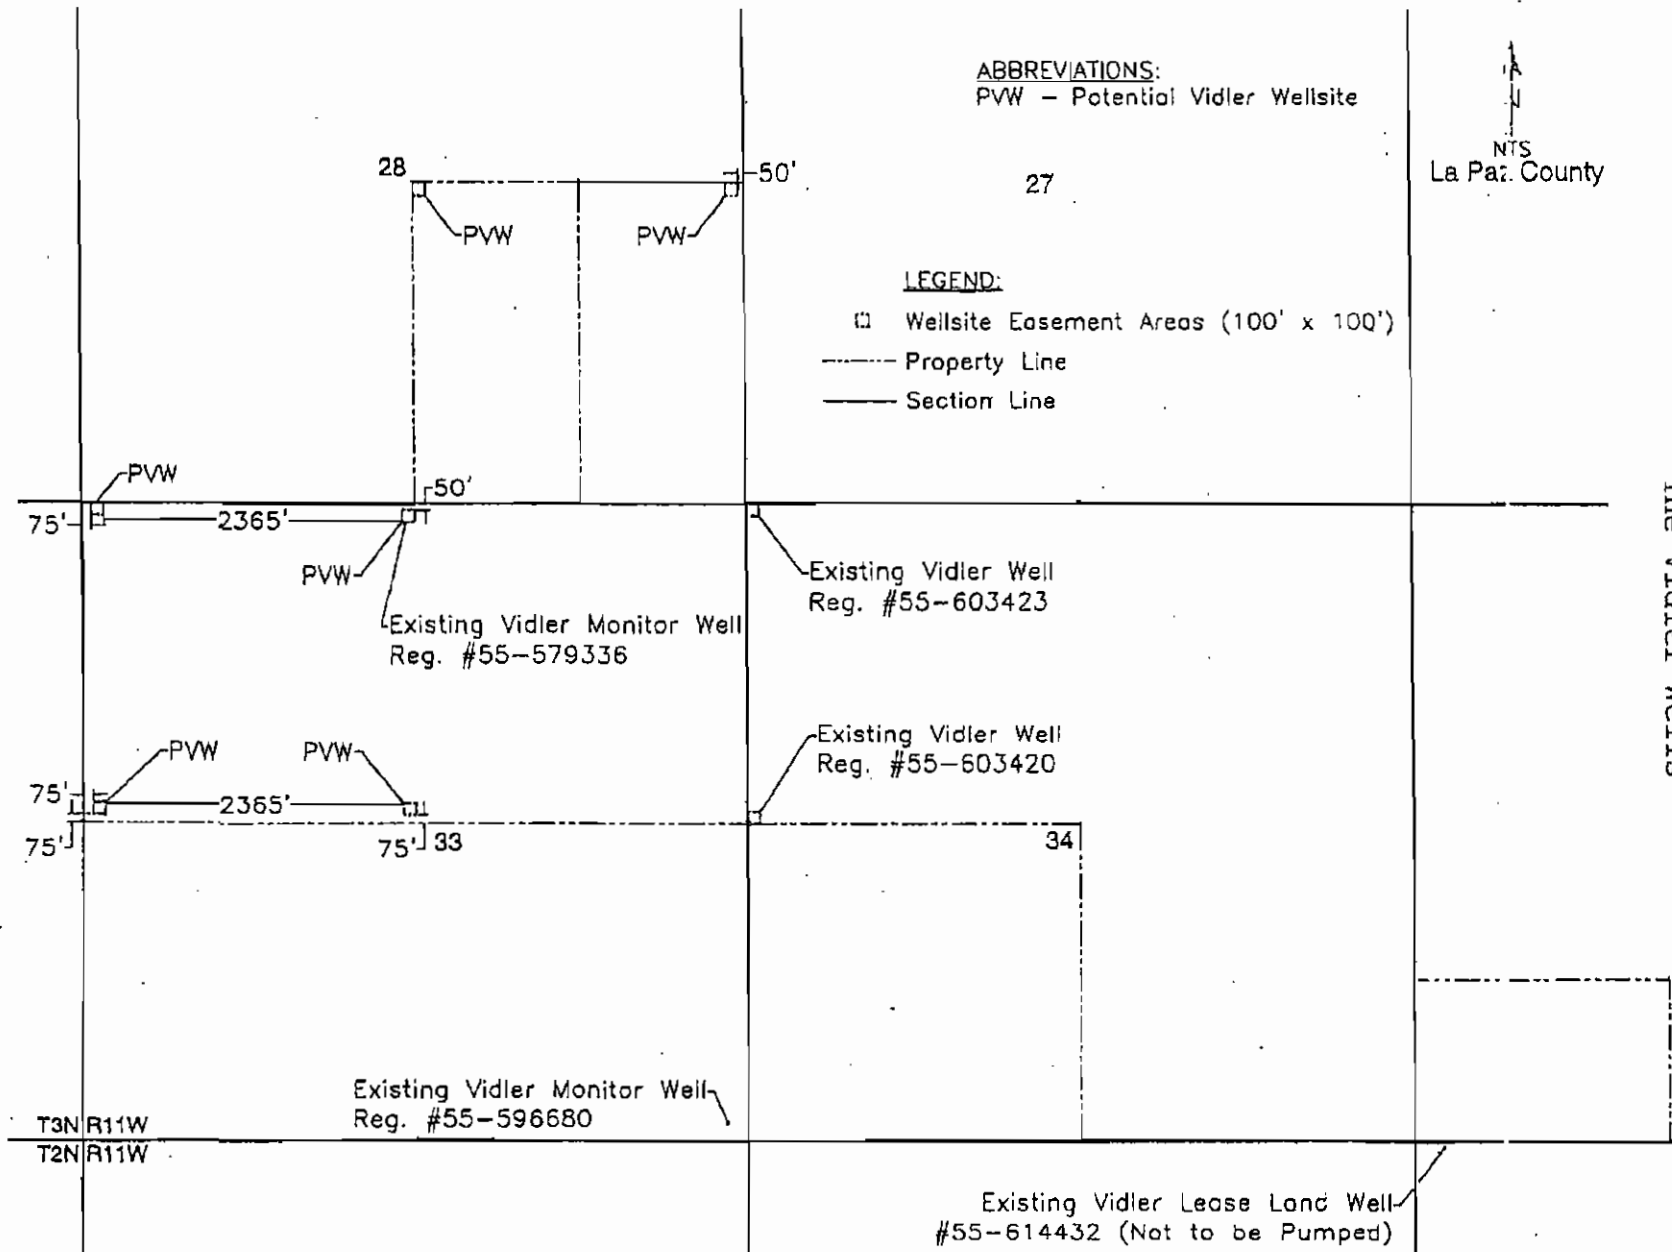 ABBREVIATIONS:
PVW – Potential Vidler Wellsite
N
NTS
La Paz County
28
50'
27
PVW
PVW
LEGEND:
Wellsite Easement Areas (100' x 100')
Property Line
Section Line
PVW
50'
75'
2365'
PVW
Existing Vidler Well
Reg. #55-603423
Existing Vidler Monitor Well
Reg. #55-579336
Existing Vidler Well
Reg. #55-603420
PVW
PVW
75'
2365'
75'
75'
33
34
Existing Vidler Monitor Well
Reg. #55-596680
T3N R11W
T2N R11W
Existing Vidler Lease Land Well
#55-614432 (Not to be Pumped)